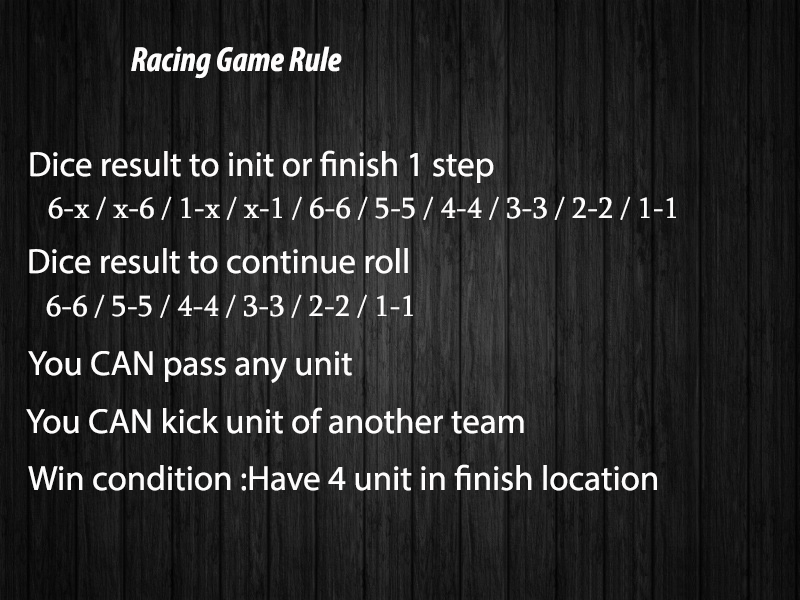 Racing Game Rule
Dice result to init or finish 1 step
6-x / x-6 / 1-x / x-1 / 6-6 / 5-5 / 4-4 / 3-3 / 2-2 / 1-1
Dice result to continue roll
6-6 / 5-5 / 4-4 / 3-3 / 2-2 / 1-1
You CAN pass any unit
You CAN kick unit of another team
Win condition :Have 4 unit in finish location